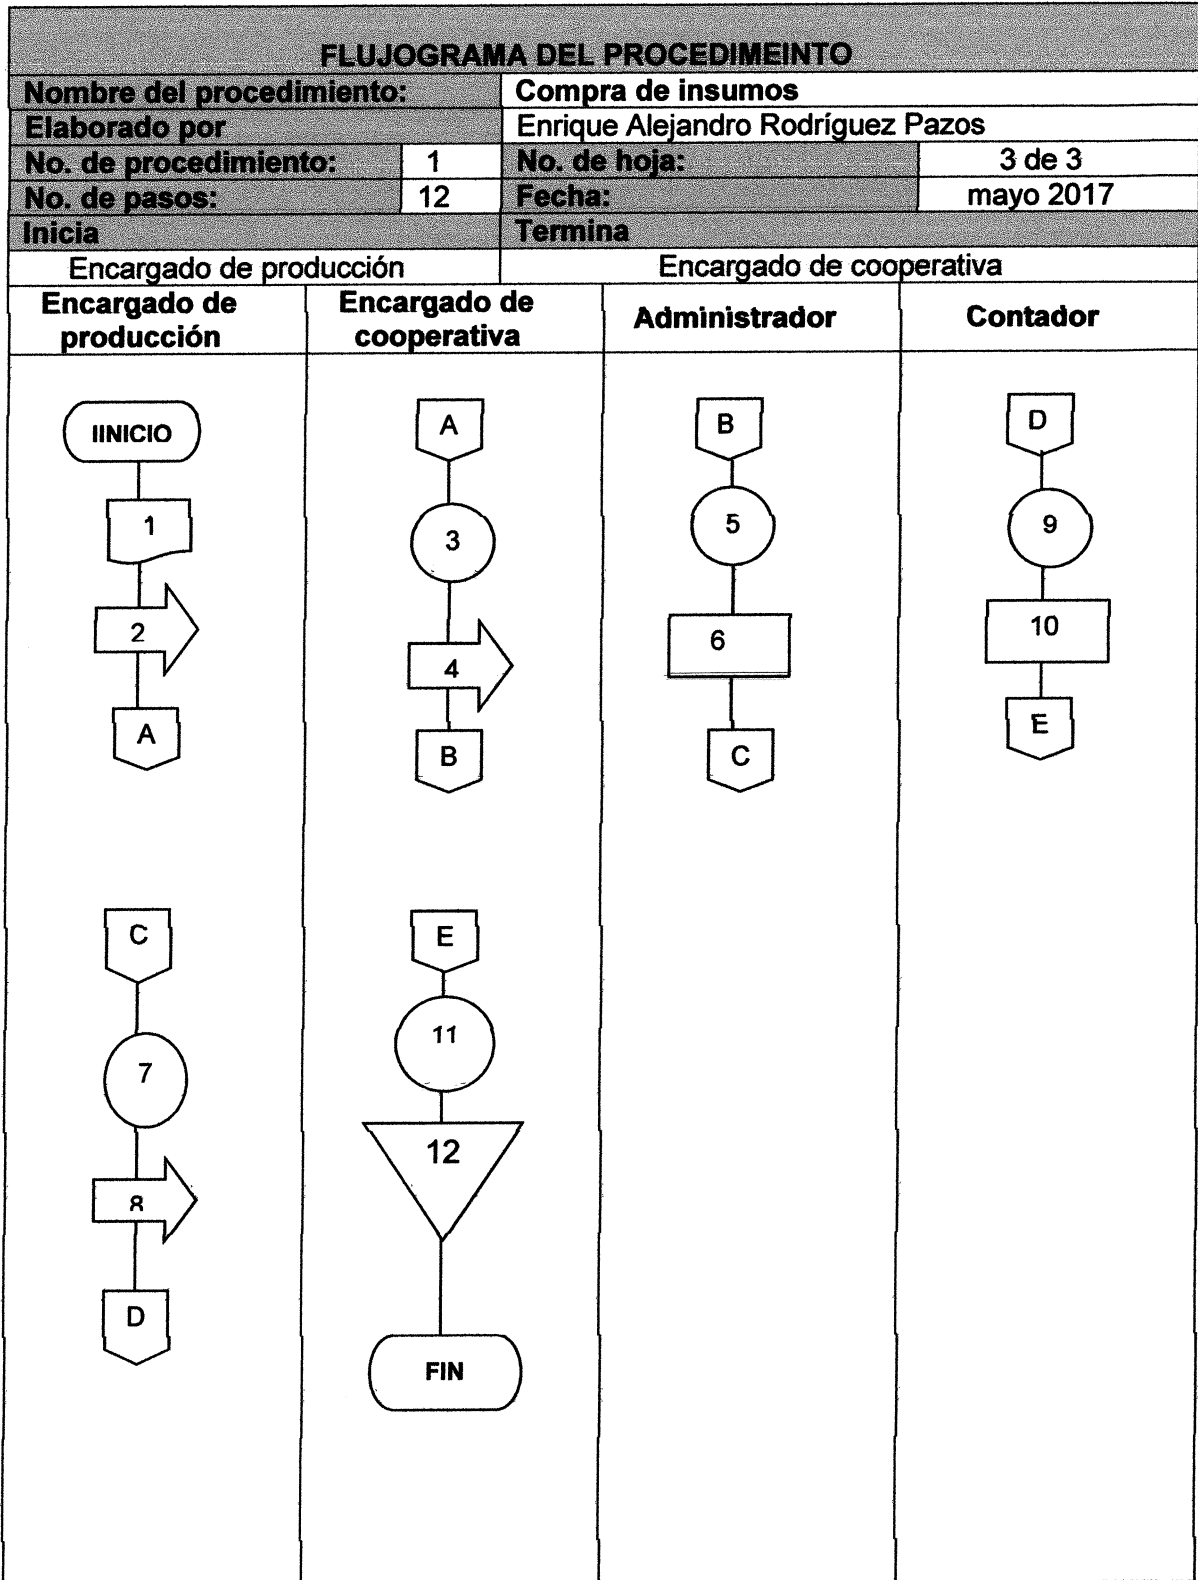 FLUJOGRAMA DEL PROCEDIMEINTO
Nombre del procedimiento: Compra de insumos
Elaborado por Enrique Alejandro Rodríguez Pazos
No. de procedimiento: 1 No. de hoja: 3 de 3
No. de pasos: 12 Fecha: mayo 2017
Inicia Termina
Encargado de producción Encargado de cooperativa
Encargado de producción
Encargado de cooperativa
Administrador
Contador
IINICIO
1
2
A
A
3
4
B
B
5
6
C
D
9
10
E
C
7
8
D
E
11
12
FIN